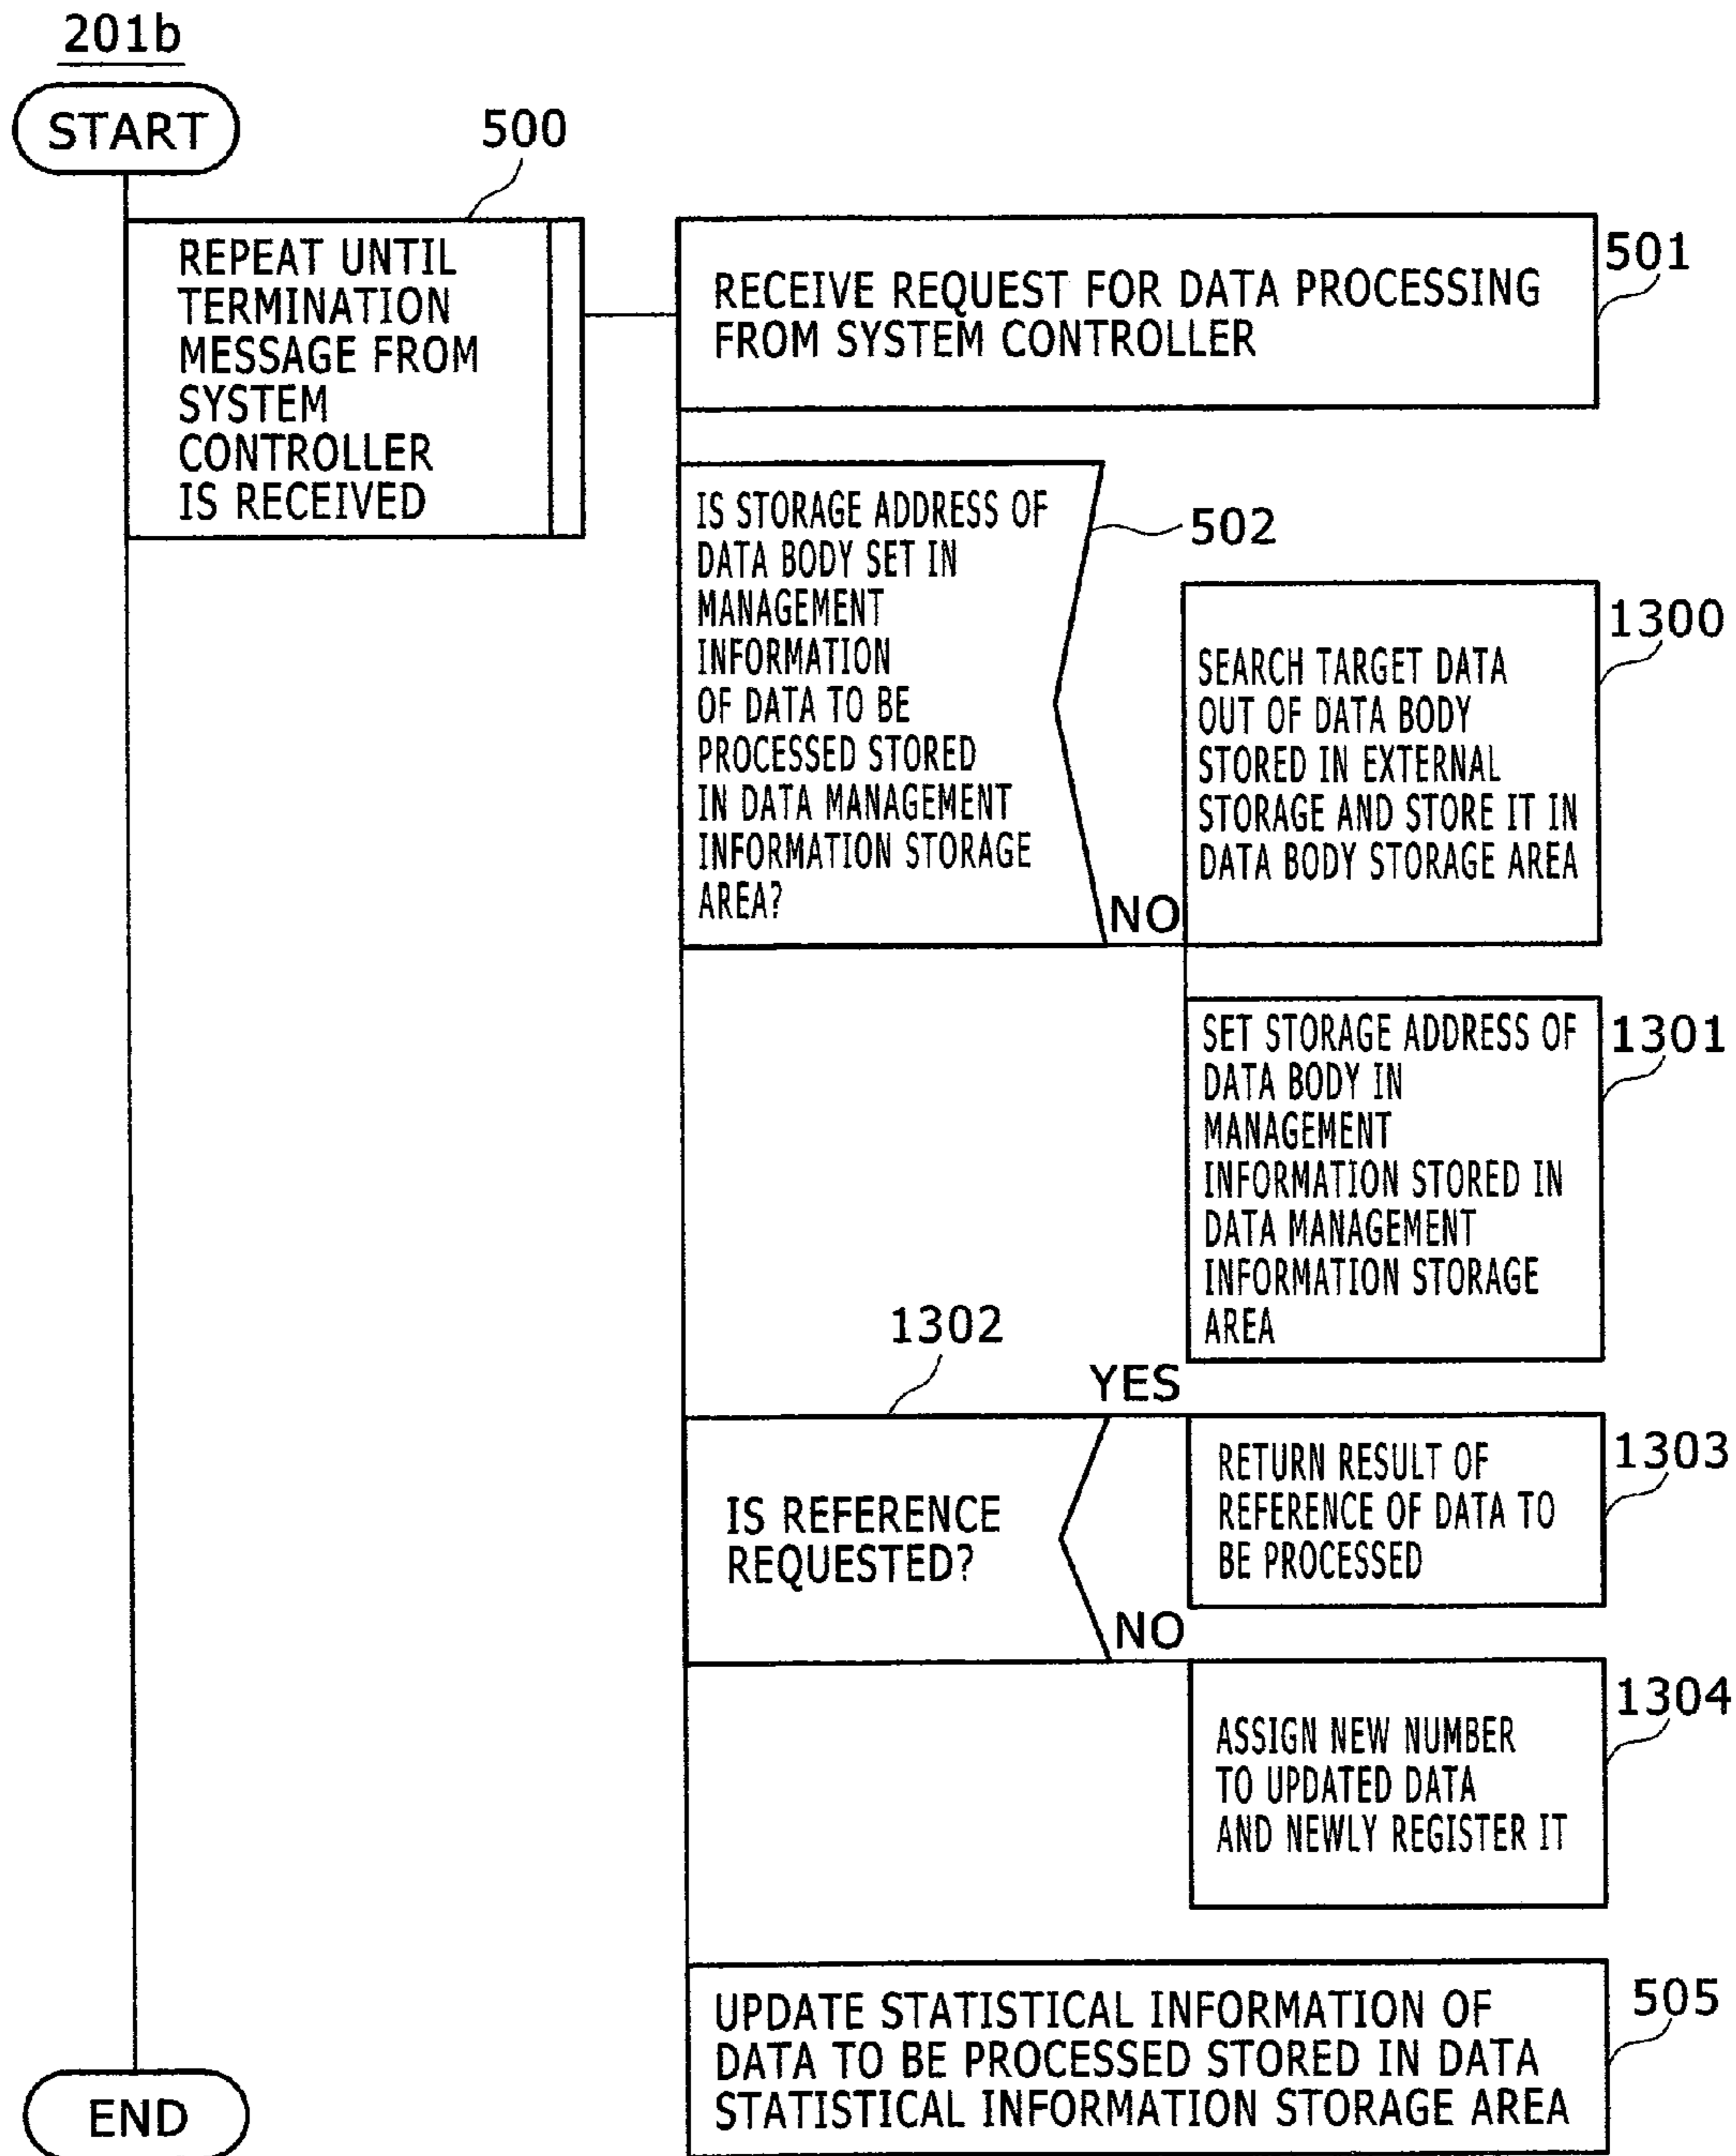 201b
START
500
REPEAT UNTIL
TERMINATION
MESSAGE FROM
SYSTEM
CONTROLLER
IS RECEIVED
RECEIVE REQUEST FOR DATA PROCESSING
FROM SYSTEM CONTROLLER
501
IS STORAGE ADDRESS OF
DATA BODY SET IN
MANAGEMENT
INFORMATION
OF DATA TO BE
PROCESSED STORED
IN DATA MANAGEMENT
INFORMATION STORAGE
AREA?
502
NO
SEARCH TARGET DATA
OUT OF DATA BODY
STORED IN EXTERNAL
STORAGE AND STORE IT IN
DATA BODY STORAGE AREA
1300
SET STORAGE ADDRESS OF
DATA BODY IN
MANAGEMENT
INFORMATION STORED IN
DATA MANAGEMENT
INFORMATION STORAGE
AREA
1301
1302
IS REFERENCE
REQUESTED?
YES
RETURN RESULT OF
REFERENCE OF DATA TO
BE PROCESSED
1303
NO
ASSIGN NEW NUMBER
TO UPDATED DATA
AND NEWLY REGISTER IT
1304
UPDATE STATISTICAL INFORMATION OF
DATA TO BE PROCESSED STORED IN DATA
STATISTICAL INFORMATION STORAGE AREA
505
END